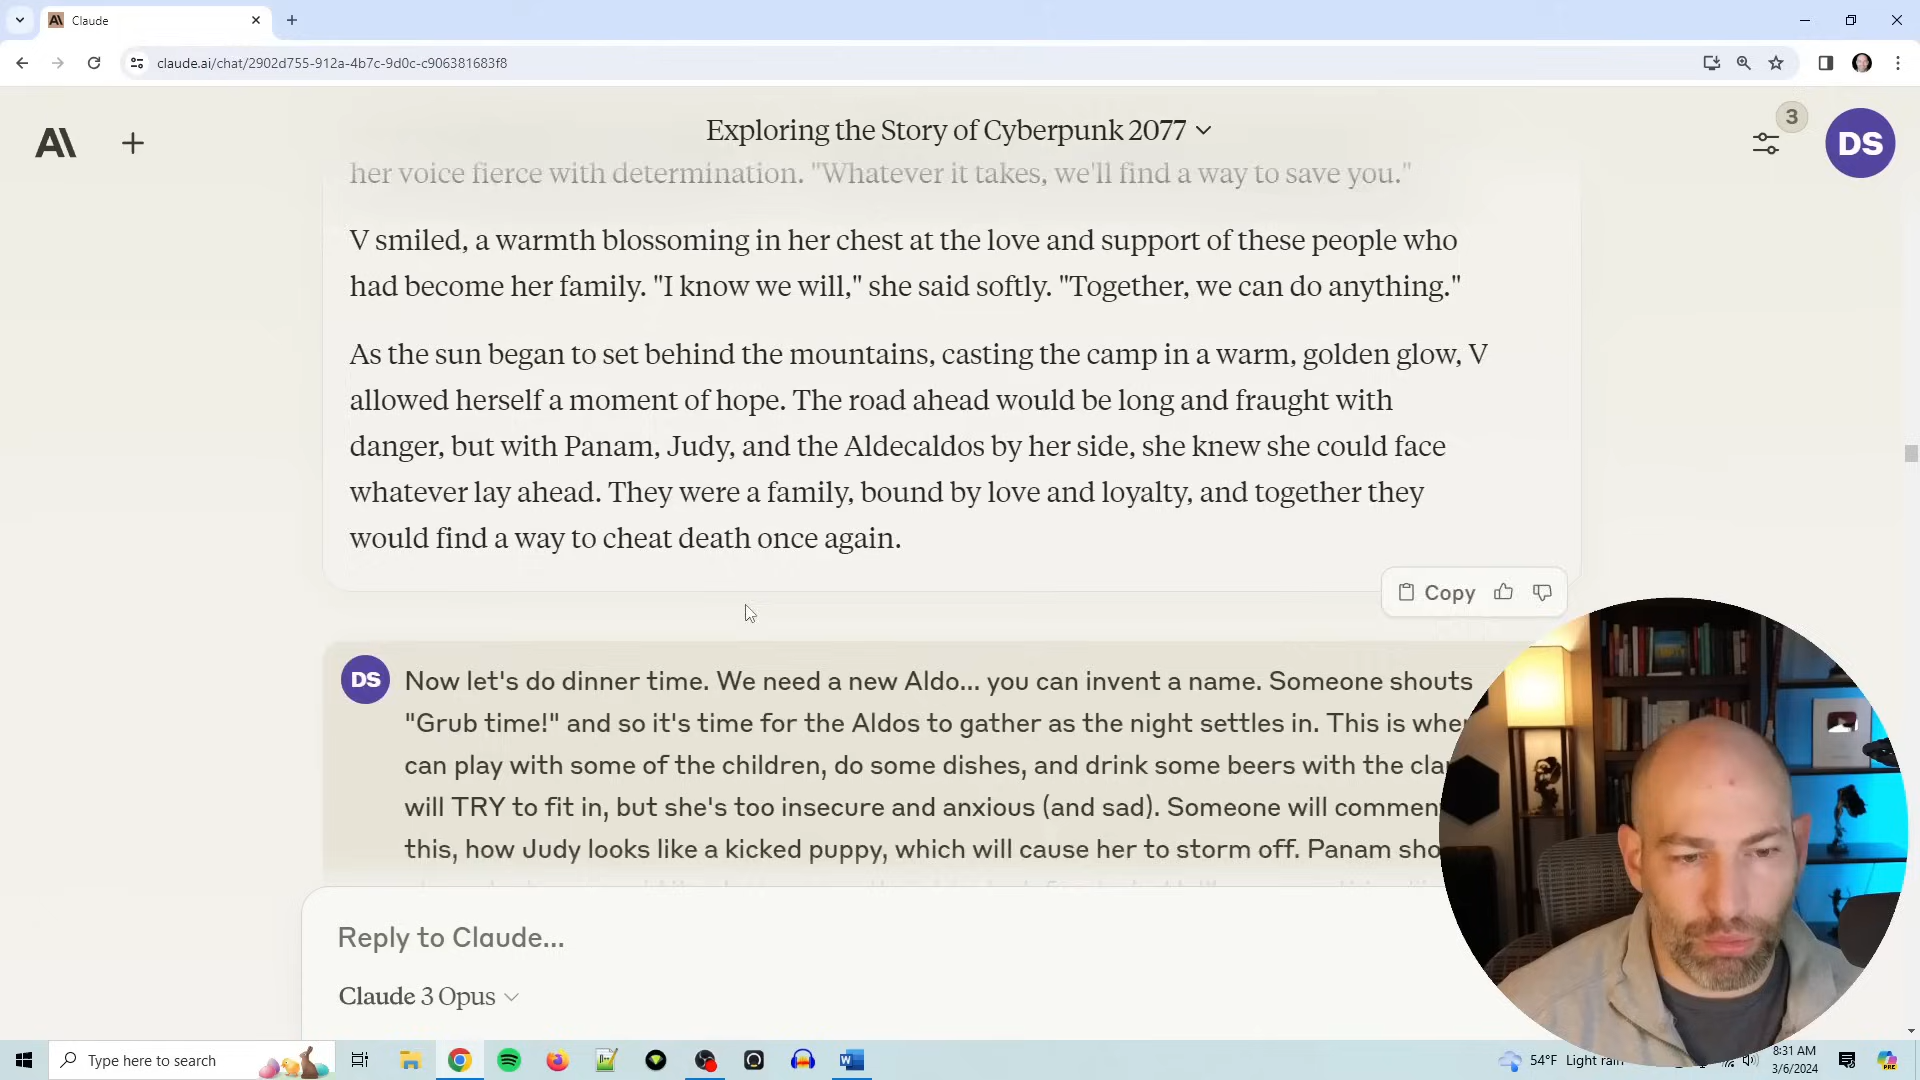 Claude
claude.ai/chat/2902d755-912a-4b7c-9d0c-c906381683f8
Exploring the Story of Cyberpunk 2077
3
DS
her voice fierce with determination. "Whatever it takes, we'll find a way to save you."
V smiled, a warmth blossoming in her chest at the love and support of these people who
had become her family. "I know we will," she said softly. "Together, we can do anything."
As the sun began to set behind the mountains, casting the camp in a warm, golden glow, V
allowed herself a moment of hope. The road ahead would be long and fraught with
danger, but with Panam, Judy, and the Aldecaldos by her side, she knew she could face
whatever lay ahead. They were a family, bound by love and loyalty, and together they
would find a way to cheat death once again.
Copy
DS
Now let's do dinner time. We need a new Aldo... you can invent a name. Someone shouts
"Grub time!" and so it's time for the Aldos to gather as the night settles in. This is
can play with some of the children, do some dishes, and drink some beers with the
will TRY to fit in, but she's too insecure and anxious (and sad). Someone will
this, how Judy looks like a kicked puppy, which will cause her to storm off. Panam
Reply to Claude...
Claude 3 Opus
Type here to search
54°F Light
8:31 AM
3/6/2024